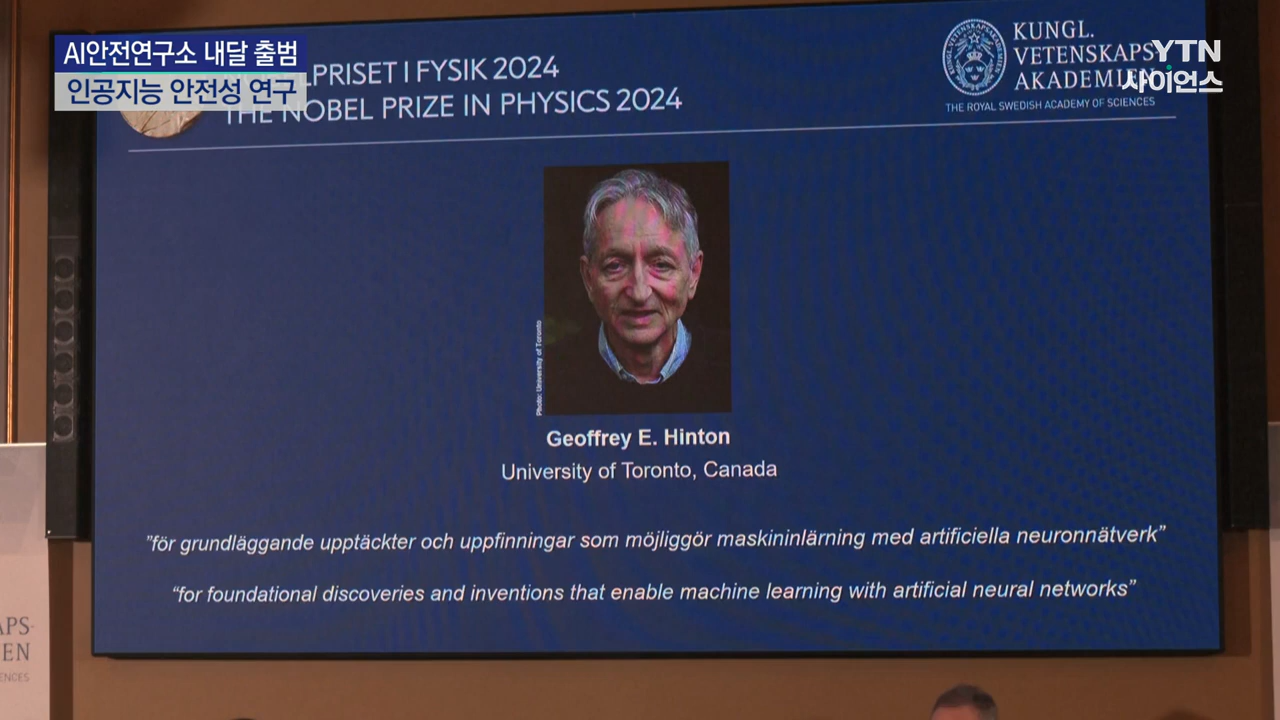 AI안전연구소 내달 출범
인공지능 안전성 연구
LPRISET I FYSIK 2024
THE NOBEL PRIZE IN PHYSICS 2024
KUNGL.
VETENSKAPS
AKADEMI
THE ROYAL SWEDISH ACADEMY OF SCIENCES
YTN
사이언스
Photo: University of Toronto
Geoffrey E. Hinton
University of Toronto, Canada
”för grundläggande upptäckter och uppfinningar som möjliggör maskininlärning med artificiella neuronnätverk”
“for foundational discoveries and inventions that enable machine learning with artificial neural networks”
APS-
EN
ENCES